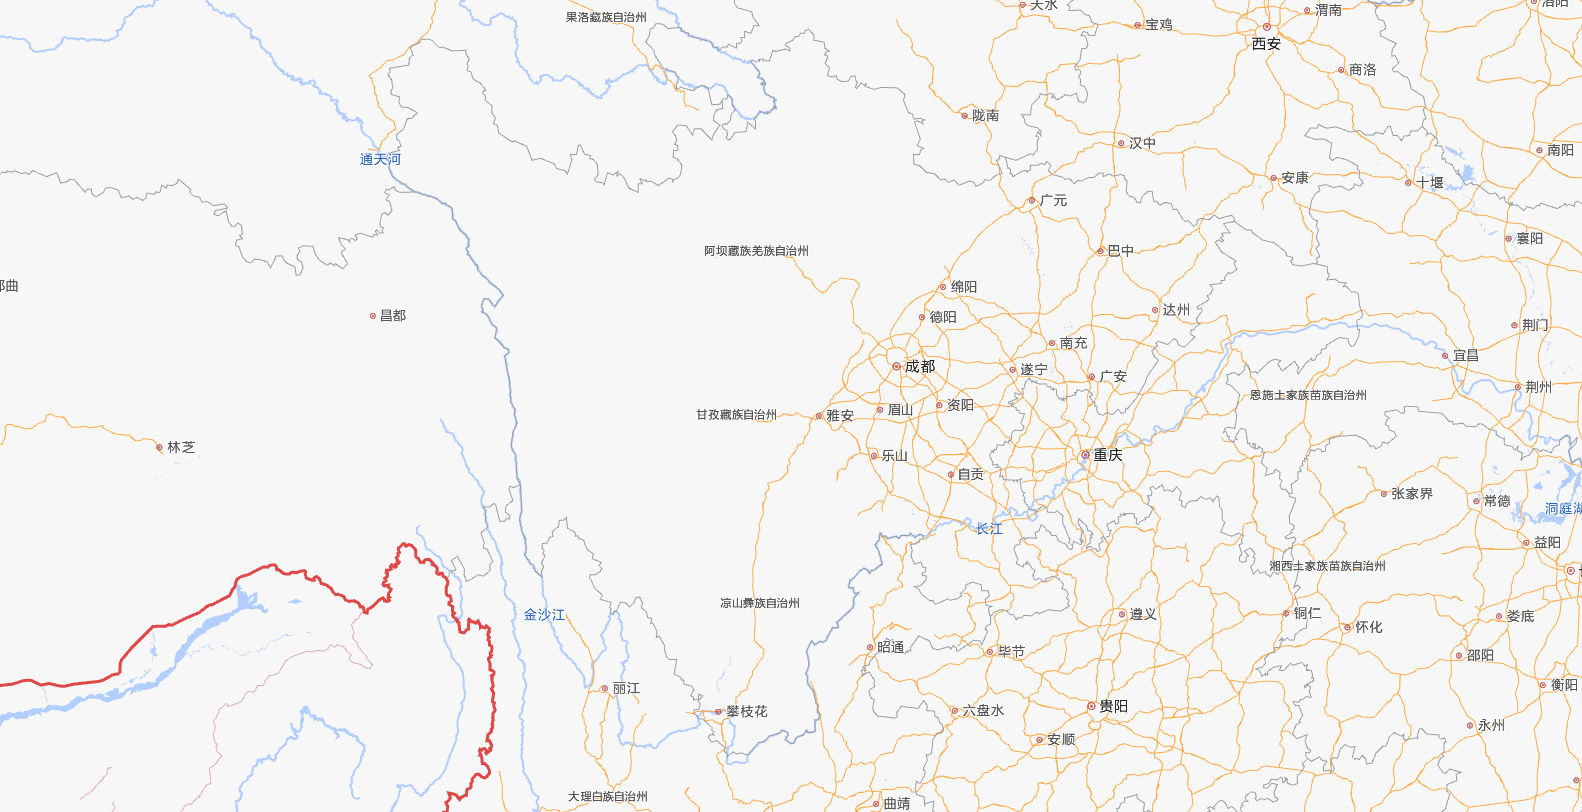 天水
洛阳
渭南
果洛藏族自治州
宝鸡
西安
商洛
陇南
汉中
南阳
通天河
安康
十堰
广元
襄阳
阿坝藏族羌族自治州
巴中
绵阳
达州
昌都
德阳
荆门
南充
宜昌
成都
遂宁
广安
荆州
恩施土家族苗族自治州
资阳
眉山
甘孜藏族自治州
雅安
林芝
重庆
乐山
自贡
张家界
常德
洞庭湖
长江
益阳
湘西土家族苗族自治州
凉山彝族自治州
铜仁
遵义
金沙江
娄底
怀化
昭通
毕节
邵阳
衡阳
丽江
贵阳
六盘水
攀枝花
永州
安顺
大理白族自治州
曲靖